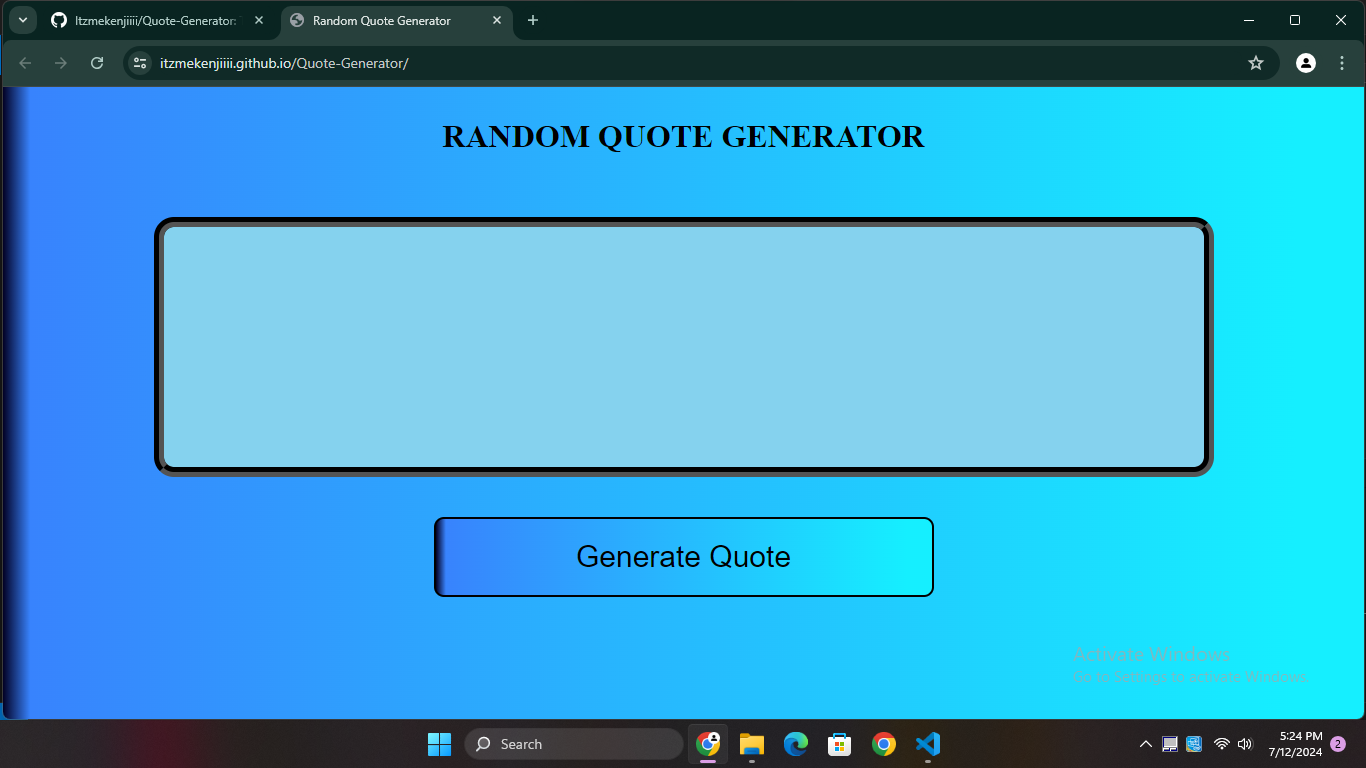 Itzmekenjiiii/Quote-Generator:
Random Quote Generator
itzmekenjiiii.github.io/Quote-Generator/
RANDOM QUOTE GENERATOR
Generate Quote
Activate Windows
Go to Settings to activate Windows.
Search
5:24 PM
7/12/2024
2